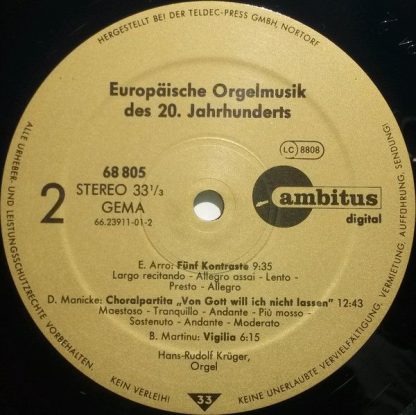 HERGESTELLT BEI DER TELDEC-PRESS GMBH, NORTORF
Europäische Orgelmusik
des 20. Jahrhunderts
LC 8808
68 805
2
STEREO 33 1/3
GEMA
66.23911-01-2
ambitus
digital
E. Arro: Fünf Kontraste 9:35
Largo recitando - Allegro assai - Lento -
Presto - Allegro
D. Manicke: Choralpartita „Von Gott will ich nicht lassen" 12:43
Maestoso - Tranquillo - Andante - Più mosso -
Sostenuto - Andante - Moderato
B. Martinu: Vigilia 6:15
Hans-Rudolf Krüger,
Orgel
33
ALLE URHEBER- UND LEISTUNGSSCHUTZRECHTE VORBEHALTEN.
KEIN VERLEIH! KEINE UNERLAUBTE VERVIELFÄLTIGUNG, VERMIETUNG, AUFFÜHRUNG, SENDUNG!